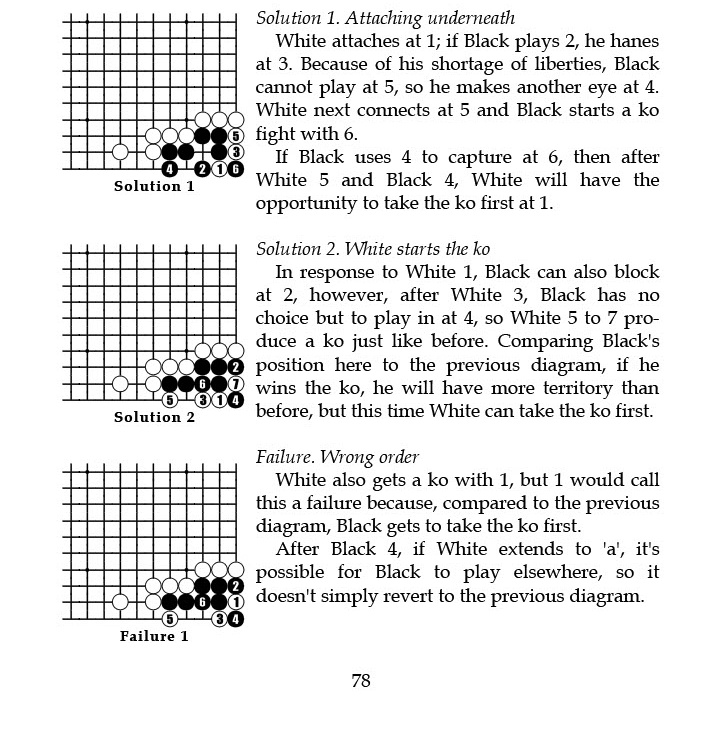 Solution 1. Attaching underneath
White attaches at 1; if Black plays 2, he hanes
at 3. Because of his shortage of liberties, Black
cannot play at 5, so he makes another eye at 4.
White next connects at 5 and Black starts a ko
fight with 6.
If Black uses 4 to capture at 6, then after
White 5 and Black 4, White will have the
opportunity to take the ko first at 1.
5
3
4 2 1 6
Solution 1
Solution 2. White starts the ko
In response to White 1, Black can also block
at 2, however, after White 3, Black has no
choice but to play in at 4, so White 5 to 7 pro-
duce a ko just like before. Comparing Black's
position here to the previous diagram, if he
wins the ko, he will have more territory than
before, but this time White can take the ko first.
2
6 7
5 3 1 4
Solution 2
Failure. Wrong order
White also gets a ko with 1, but 1 would call
this a failure because, compared to the previous
diagram, Black gets to take the ko first.
After Black 4, if White extends to 'a', it's
possible for Black to play elsewhere, so it
doesn't simply revert to the previous diagram.
2
6 1
5 3 4
Failure 1
78